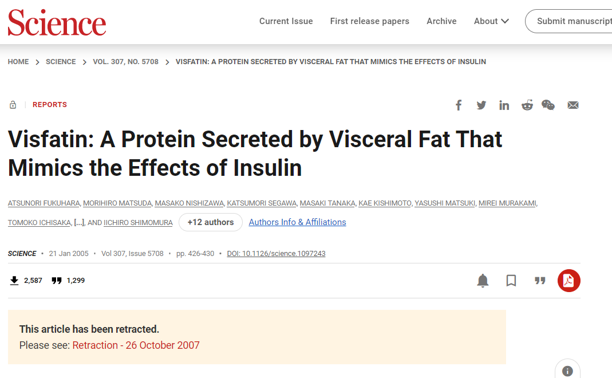 Science
Current Issue First release papers Archive About Submit manuscript
HOME > SCIENCE > VOL. 307, NO. 5708 > VISFATIN: A PROTEIN SECRETED BY VISCERAL FAT THAT MIMICS THE EFFECTS OF INSULIN
REPORTS
Visfatin: A Protein Secreted by Visceral Fat That
Mimics the Effects of Insulin
ATSUNORI FUKUHARA, MORIHIRO MATSUDA, MASAKO NISHIZAWA, KATSUMORI SEGAWA, MASAKI TANAKA, KAE KISHIMOTO, YASUSHI MATSUKI, MIREI MURAKAMI,
TOMOKO ICHISAKA, [...], AND IICHIRO SHIMOMURA +12 authors Authors Info & Affiliations
SCIENCE • 21 Jan 2005 • Vol 307, Issue 5708 • pp. 426-430 • DOI: 10.1126/science.1097243
2,587 1,299
This article has been retracted.
Please see: Retraction - 26 October 2007